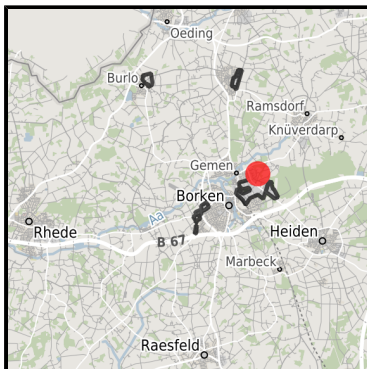 Oeding
Burlo
Ramsdorf
Knüverdarp
Gemen
Borken
Aa
Rhede
B 67
Heiden
Marbeck
Raesfeld